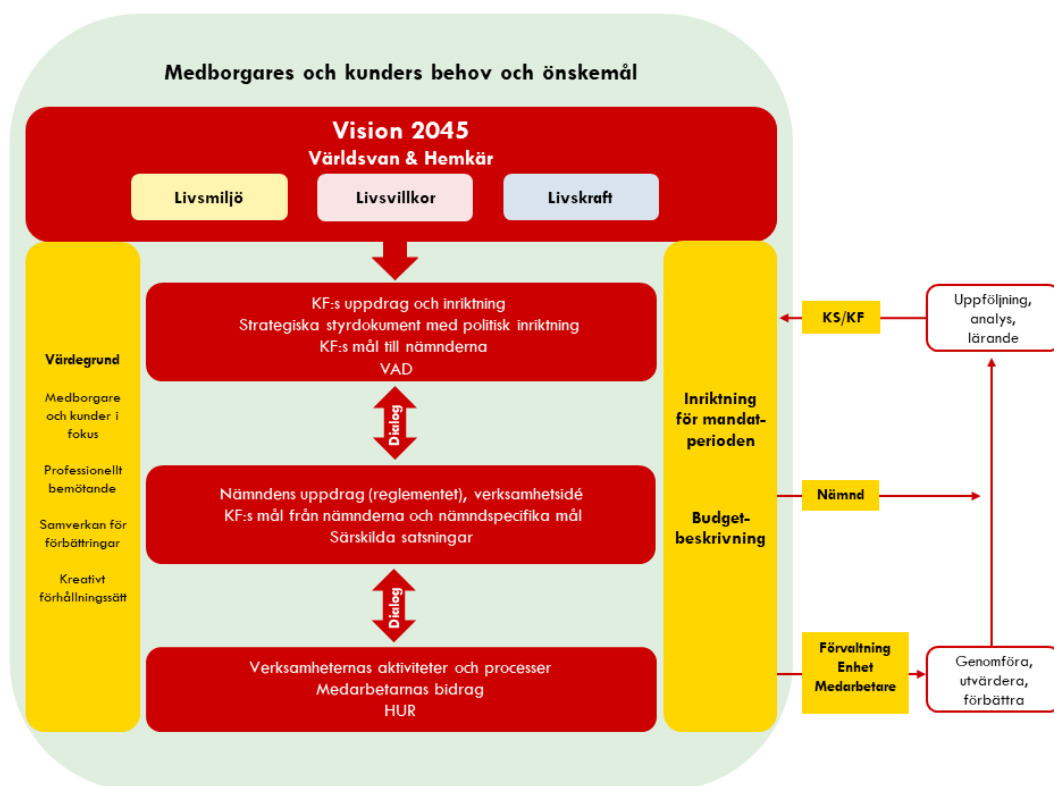 Medborgares och kunders behov och önskemål
Vision 2045
Världsvan & Hemkär
Livsmiljö
Livsvillkor
Livskraft
Värdegrund
Medborgare
och kunder i
fokus
Professionellt
bemötande
Samverkan för
förbättringar
Kreativt
förhållningssätt
KF:s uppdrag och inriktning
Strategiska styrdokument med politisk inriktning
KF:s mål till nämnderna
VAD
Dialog
Nämndens uppdrag (reglementet), verksamhetsidé
KF:s mål från nämnderna och nämndspecifika mål
Särskilda satsningar
Dialog
Verksamheternas aktiviteter och processer
Medarbetarnas bidrag
HUR
Inriktning
för mandat-
perioden
Budget-
beskrivning
KS/KF
Uppföljning,
analys,
lärande
Nämnd
Förvaltning
Enhet
Medarbetare
Genomföra,
utvärdera,
förbättra